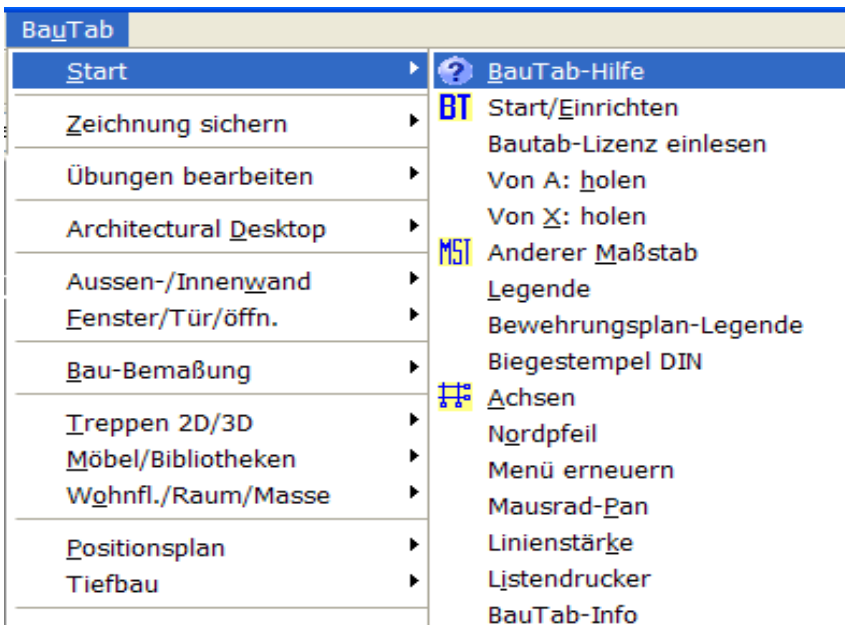 BauTab
Start
Zeichnung sichern
Übungen bearbeiten
Architectural Desktop
Aussen-/Innenwand
Fenster/Tür/öffn.
Bau-Bemaßung
Treppen 2D/3D
Möbel/Bibliotheken
Wohnfl./Raum/Masse
Positionsplan
Tiefbau
? BauTab-Hilfe
BT Start/Einrichten
Bautab-Lizenz einlesen
Von A: holen
Von X: holen
MST Anderer Maßstab
Legende
Bewehrungsplan-Legende
Biegestempel DIN
Achsen
Nordpfeil
Menü erneuern
Mausrad-Pan
Linienstärke
Listendrucker
BauTab-Info